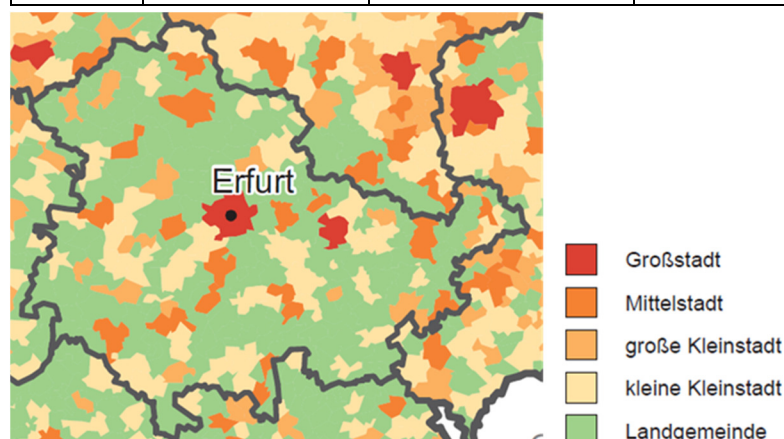 Erfurt
Großstadt
Mittelstadt
große Kleinstadt
kleine Kleinstadt
Landgemeinde